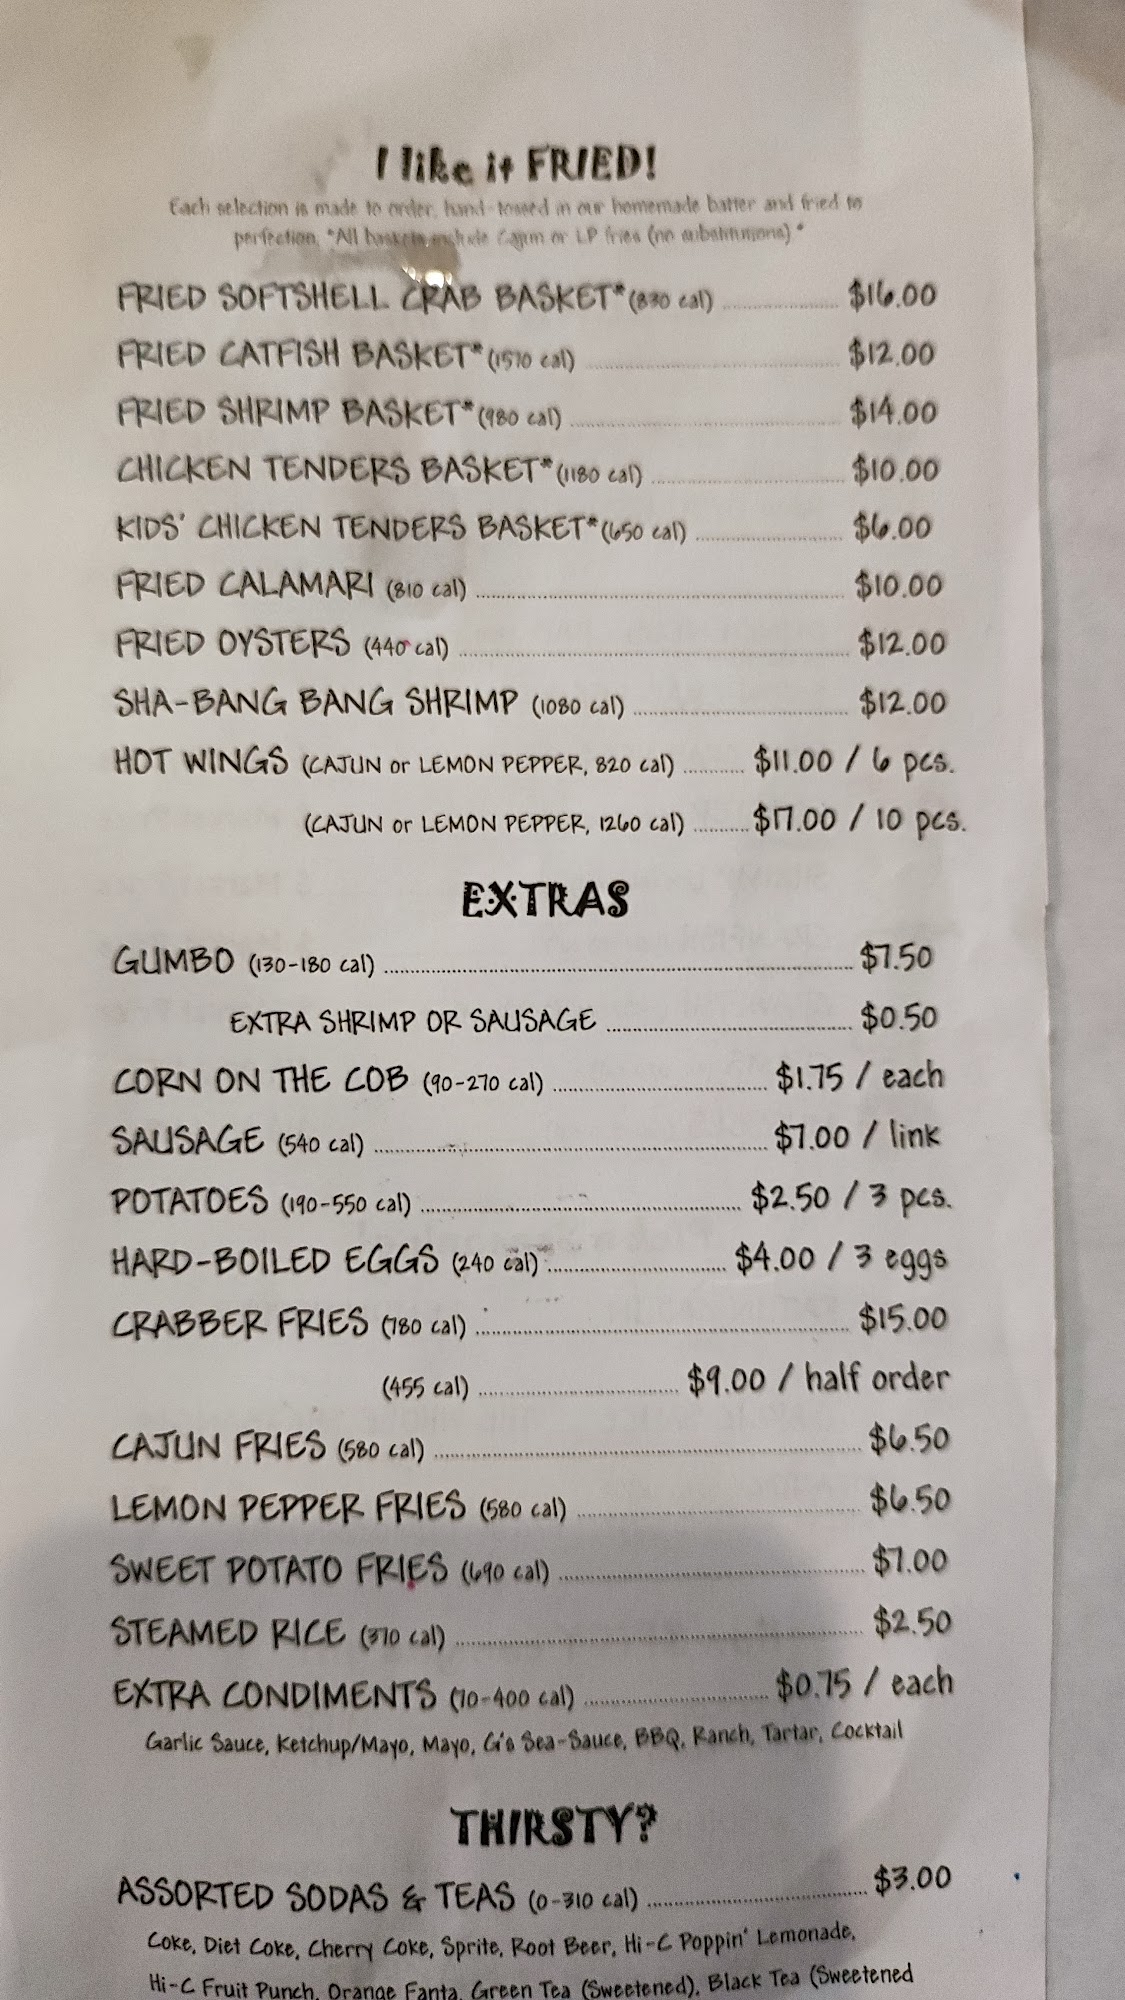 I like it FRIED!
Each selection is made to order, hand-tossed in our homemade batter and fried to
perfection. *All baskets include Cajun or LP fries (no substitutions).*
FRIED SOFTSHELL CRAB BASKET* (830 cal) $16.00
FRIED CATFISH BASKET* (1570 cal) $12.00
FRIED SHRIMP BASKET* (980 cal) $14.00
CHICKEN TENDERS BASKET* (1180 cal) $10.00
KIDS' CHICKEN TENDERS BASKET* (650 cal) $6.00
FRIED CALAMARI (810 cal) $10.00
FRIED OYSTERS (440 cal) $12.00
SHA-BANG BANG SHRIMP (1080 cal) $12.00
HOT WINGS (CAJUN or LEMON PEPPER, 820 cal) $11.00 / 6 pcs.
(CAJUN or LEMON PEPPER, 1260 cal) $17.00 / 10 pcs.
EXTRAS
GUMBO (130-180 cal) $7.50
EXTRA SHRIMP OR SAUSAGE $0.50
CORN ON THE COB (90-270 cal) $1.75 / each
SAUSAGE (540 cal) $7.00 / link
POTATOES (190-550 cal) $2.50 / 3 pcs.
HARD-BOILED EGGS (240 cal) $4.00 / 3 eggs
CRABBER FRIES (780 cal) $15.00
(455 cal) $9.00 / half order
CAJUN FRIES (580 cal) $6.50
LEMON PEPPER FRIES (580 cal) $6.50
SWEET POTATO FRIES (690 cal) $7.00
STEAMED RICE (370 cal) $2.50
EXTRA CONDIMENTS (70-400 cal) $0.75 / each
Garlic Sauce, Ketchup/Mayo, Mayo, G's Sea-Sauce, BBQ, Ranch, Tartar, Cocktail
THIRSTY?
ASSORTED SODAS & TEAS (0-310 cal) $3.00
Coke, Diet Coke, Cherry Coke, Sprite, Root Beer, Hi-C Poppin' Lemonade,
Hi-C Fruit Punch, Orange Fanta, Green Tea (Sweetened), Black Tea (Sweetened